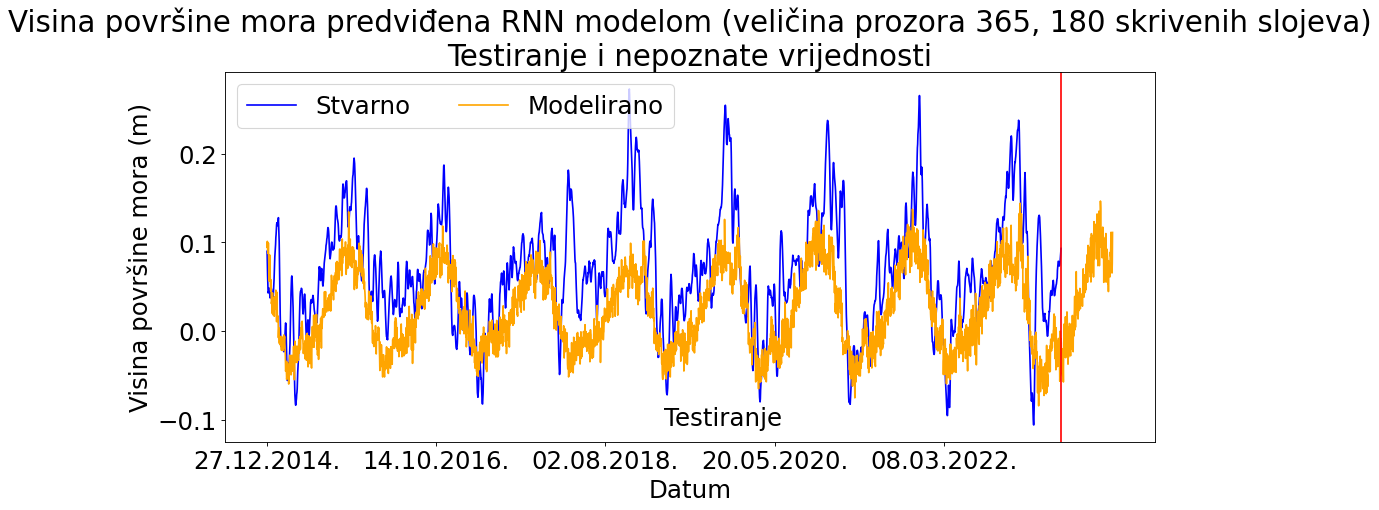 Visina površine mora predviđena RNN modelom (veličina prozora 365, 180 skrivenih slojeva)
Testiranje i nepoznate vrijednosti
Stvarno Modelirano
Visina površine mora (m)
0.2
0.1
0.0
−0.1
Testiranje
27.12.2014. 14.10.2016. 02.08.2018. 20.05.2020. 08.03.2022.
Datum